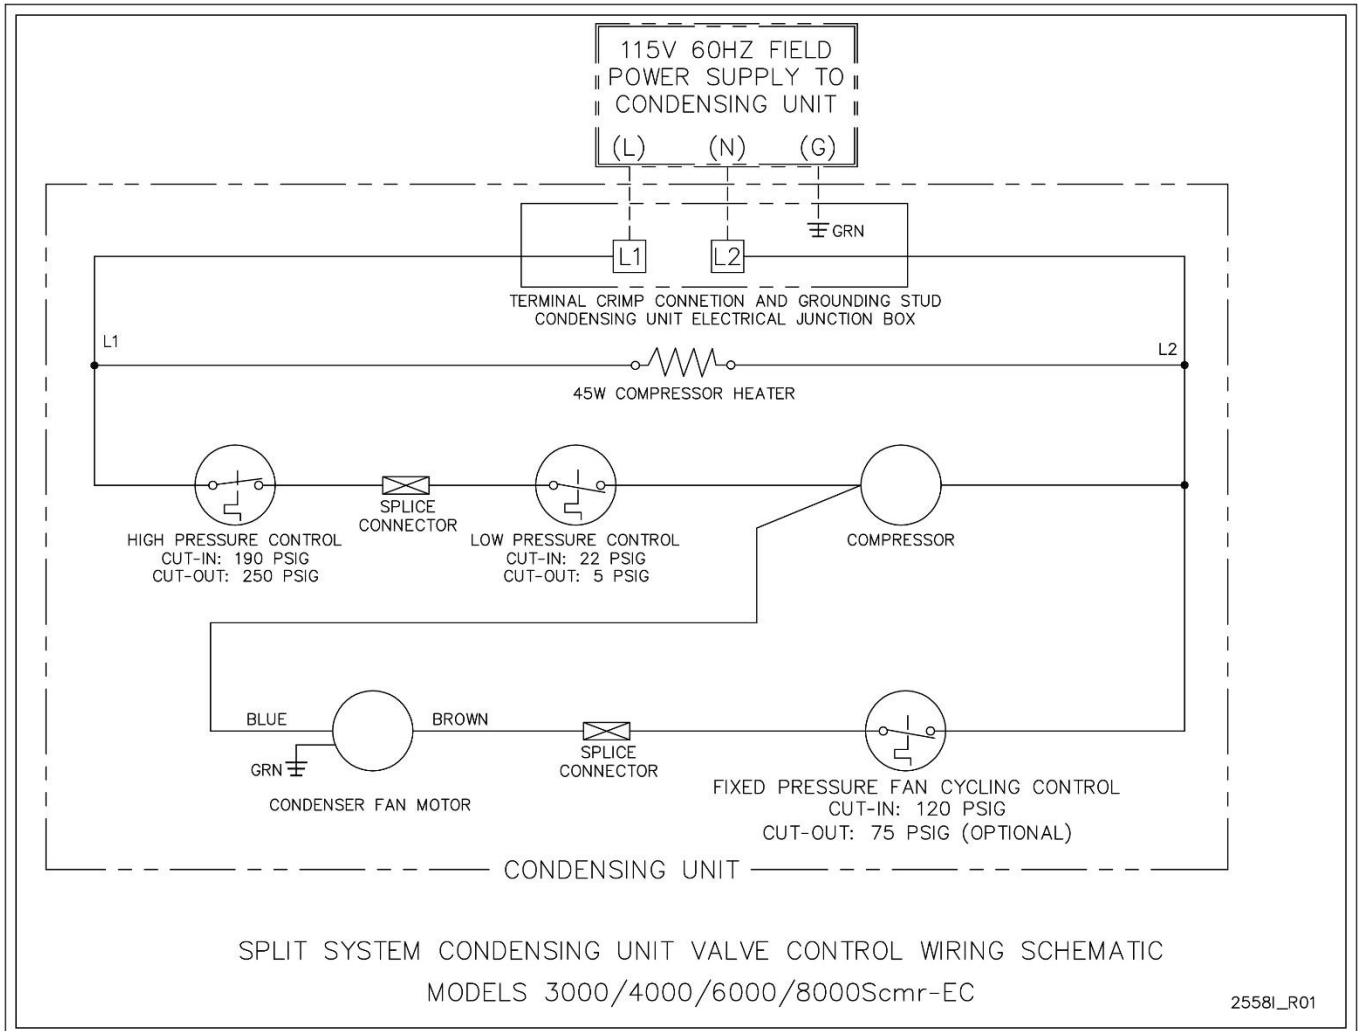 115V 60HZ FIELD
POWER SUPPLY TO
CONDENSING UNIT
(L) (N) (G)
GRN
L1 L2
TERMINAL CRIMP CONNETION AND GROUNDING STUD
CONDENSING UNIT ELECTRICAL JUNCTION BOX
L1 L2
45W COMPRESSOR HEATER
SPLICE
CONNECTOR
HIGH PRESSURE CONTROL
CUT-IN: 190 PSIG
CUT-OUT: 250 PSIG
LOW PRESSURE CONTROL
CUT-IN: 22 PSIG
CUT-OUT: 5 PSIG
COMPRESSOR
BLUE BROWN
GRN
CONDENSER FAN MOTOR
SPLICE
CONNECTOR
FIXED PRESSURE FAN CYCLING CONTROL
CUT-IN: 120 PSIG
CUT-OUT: 75 PSIG (OPTIONAL)
CONDENSING UNIT
SPLIT SYSTEM CONDENSING UNIT VALVE CONTROL WIRING SCHEMATIC
MODELS 3000/4000/6000/8000Scmr-EC
2558I_R01